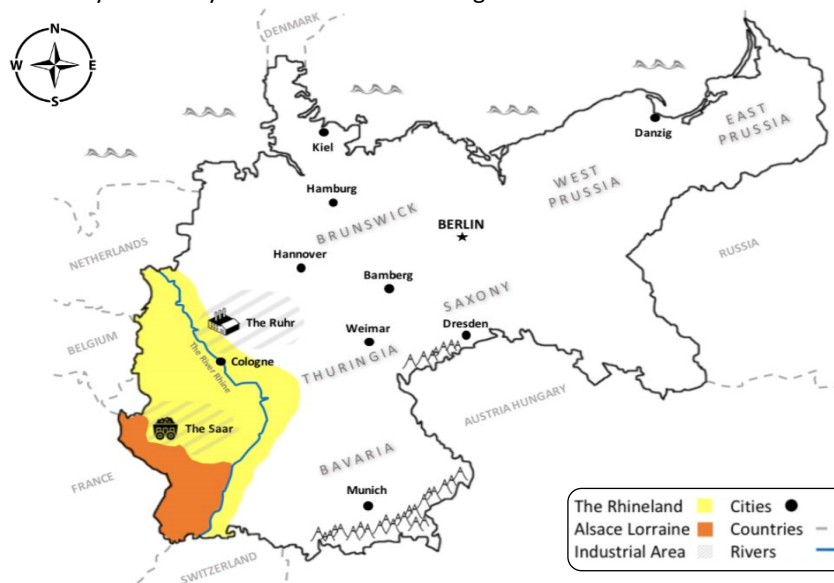 DENMARK
N
W E
S
Kiel
Danzig
EAST
PRUSSIA
WEST
PRUSSIA
Hamburg
BRUNSWICK
BERLIN
NETHERLANDS
RUSSIA
Hannover
Bamberg
SAXONY
The Ruhr
BELGIUM
Weimar
Dresden
The River Rhine
Cologne
THURINGIA
AUSTRIA HUNGARY
The Saar
BAVARIA
FRANCE
Munich
SWITZERLAND
The Rhineland Cities
Alsace Lorraine Countries
Industrial Area Rivers